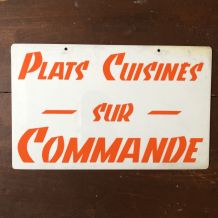 PLATS CUISINES
— SUR —
COMMANDE